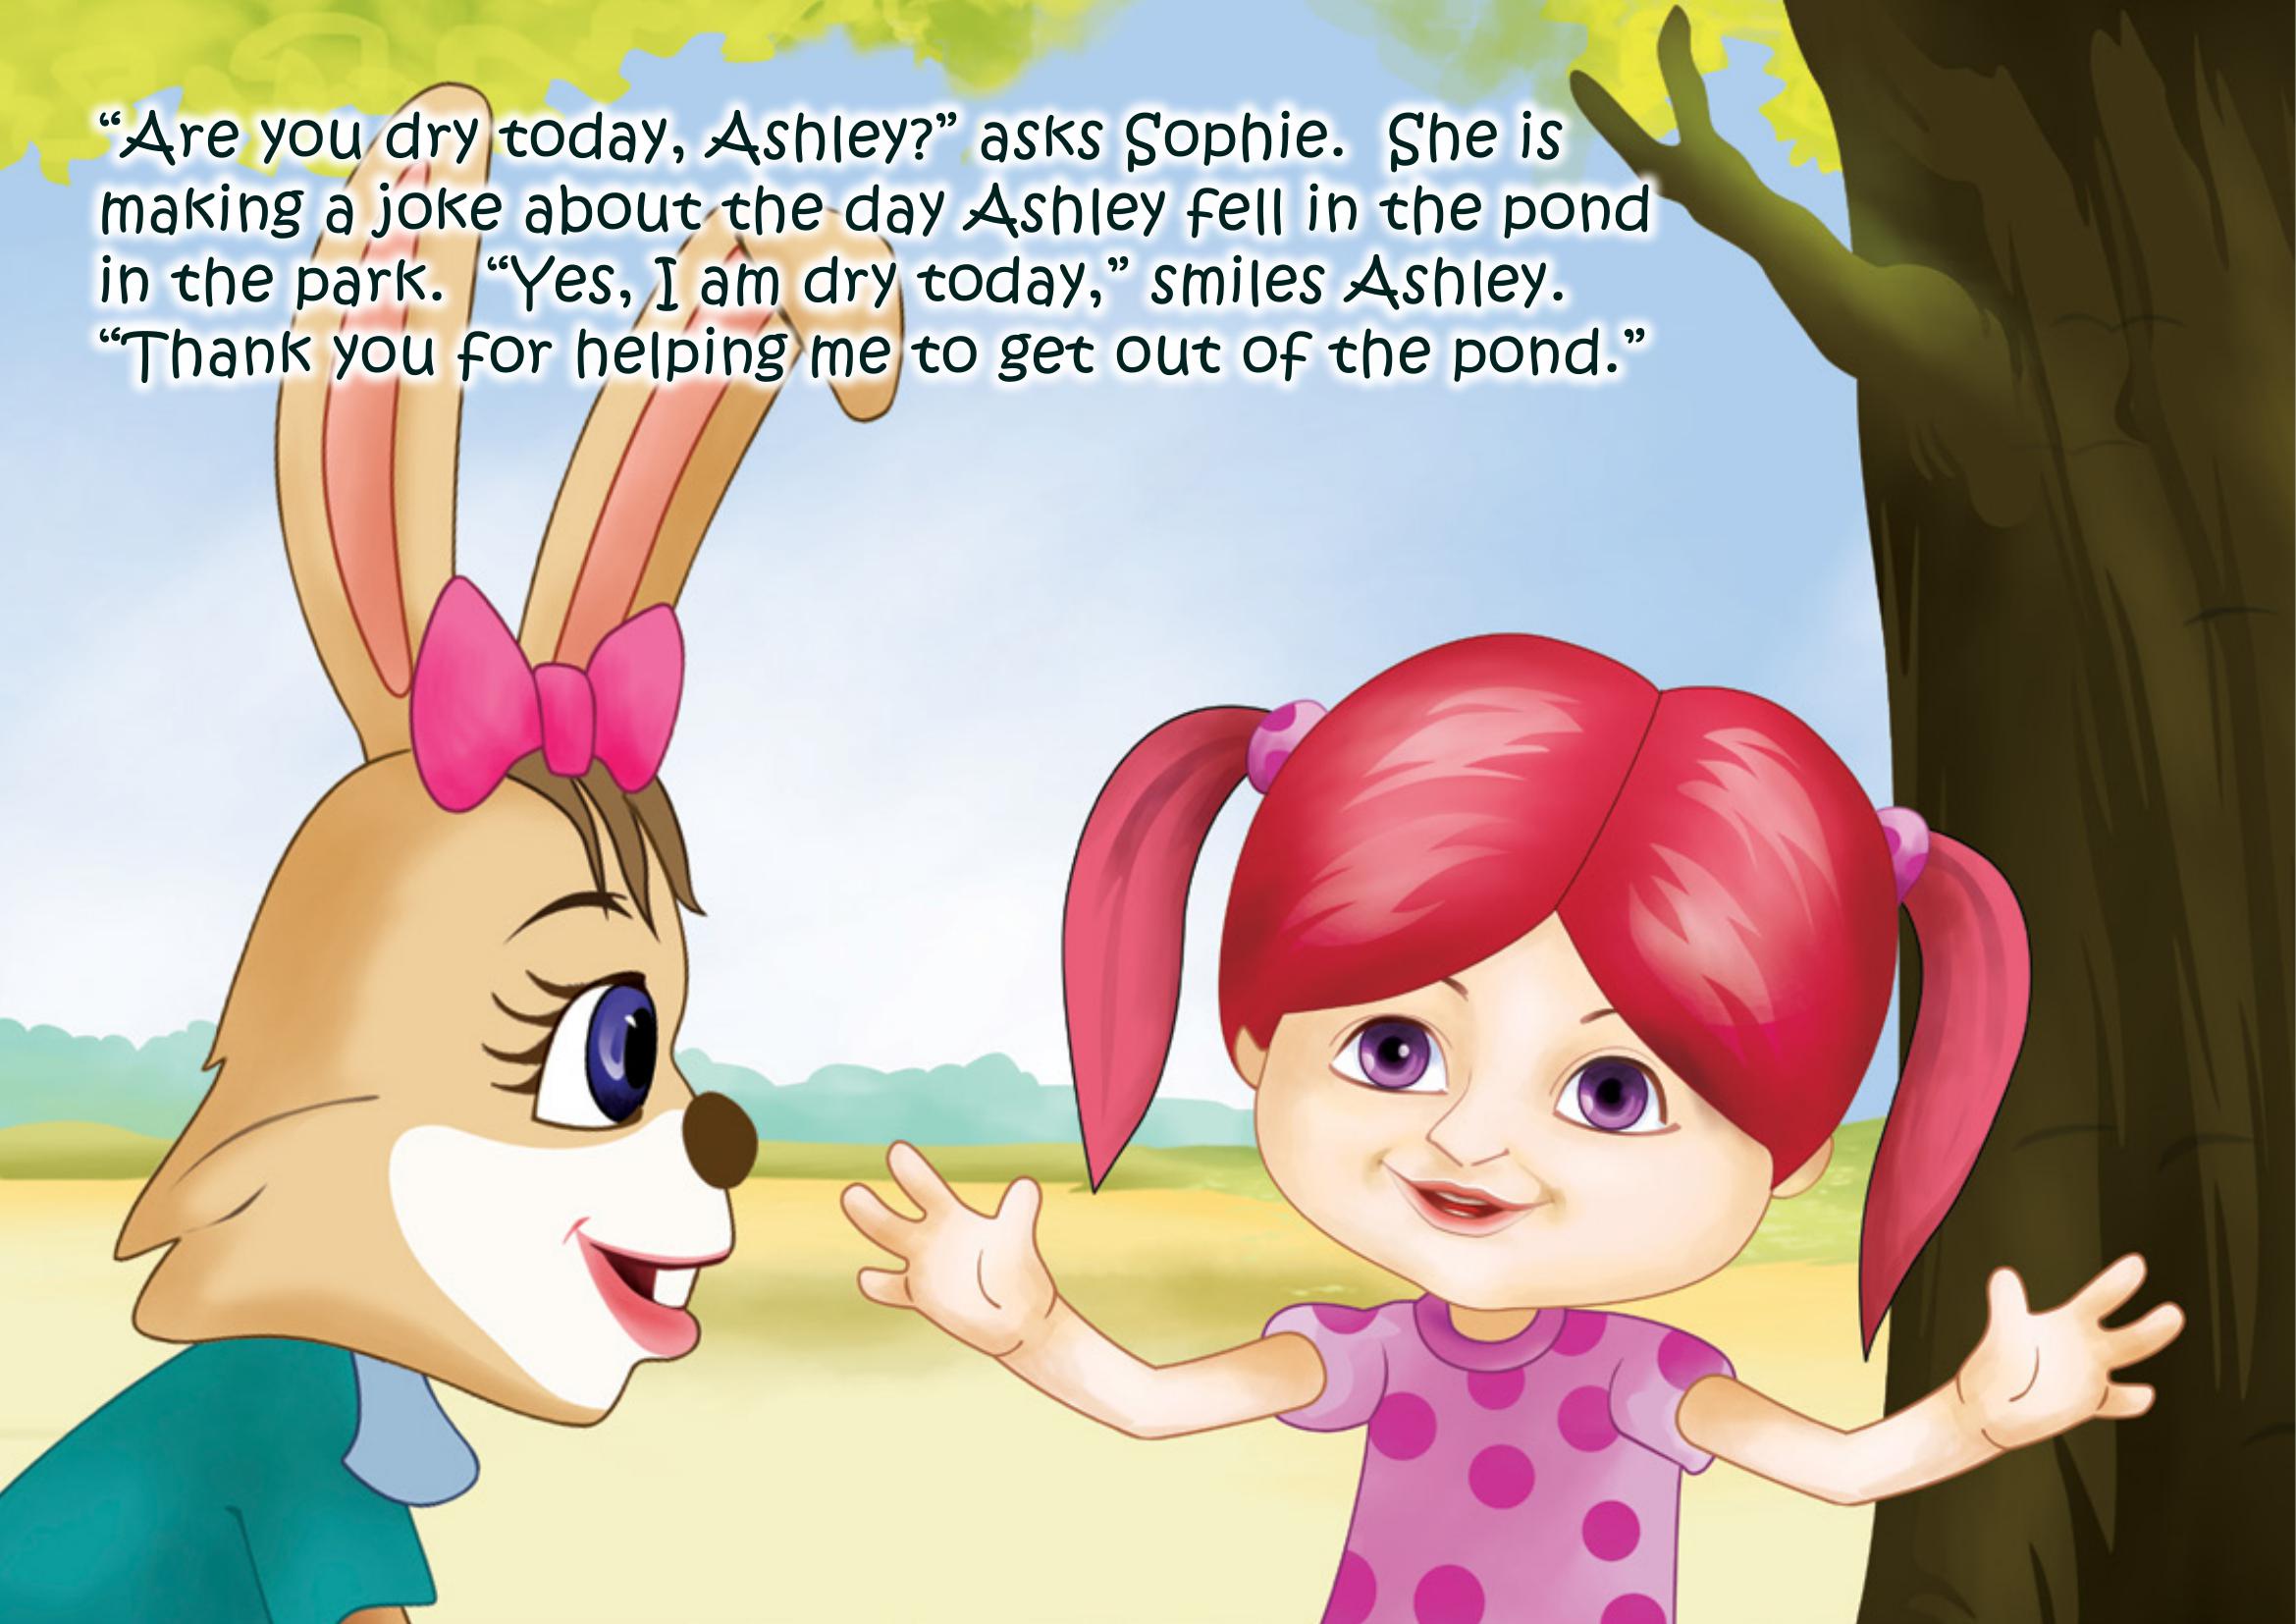 “Are you dry today, Ashley?” asks Sophie.  She is
making a joke about the day Ashley fell in the pond
in the park.  “Yes, I am dry today,” smiles Ashley.
“Thank you for helping me to get out of the pond.”